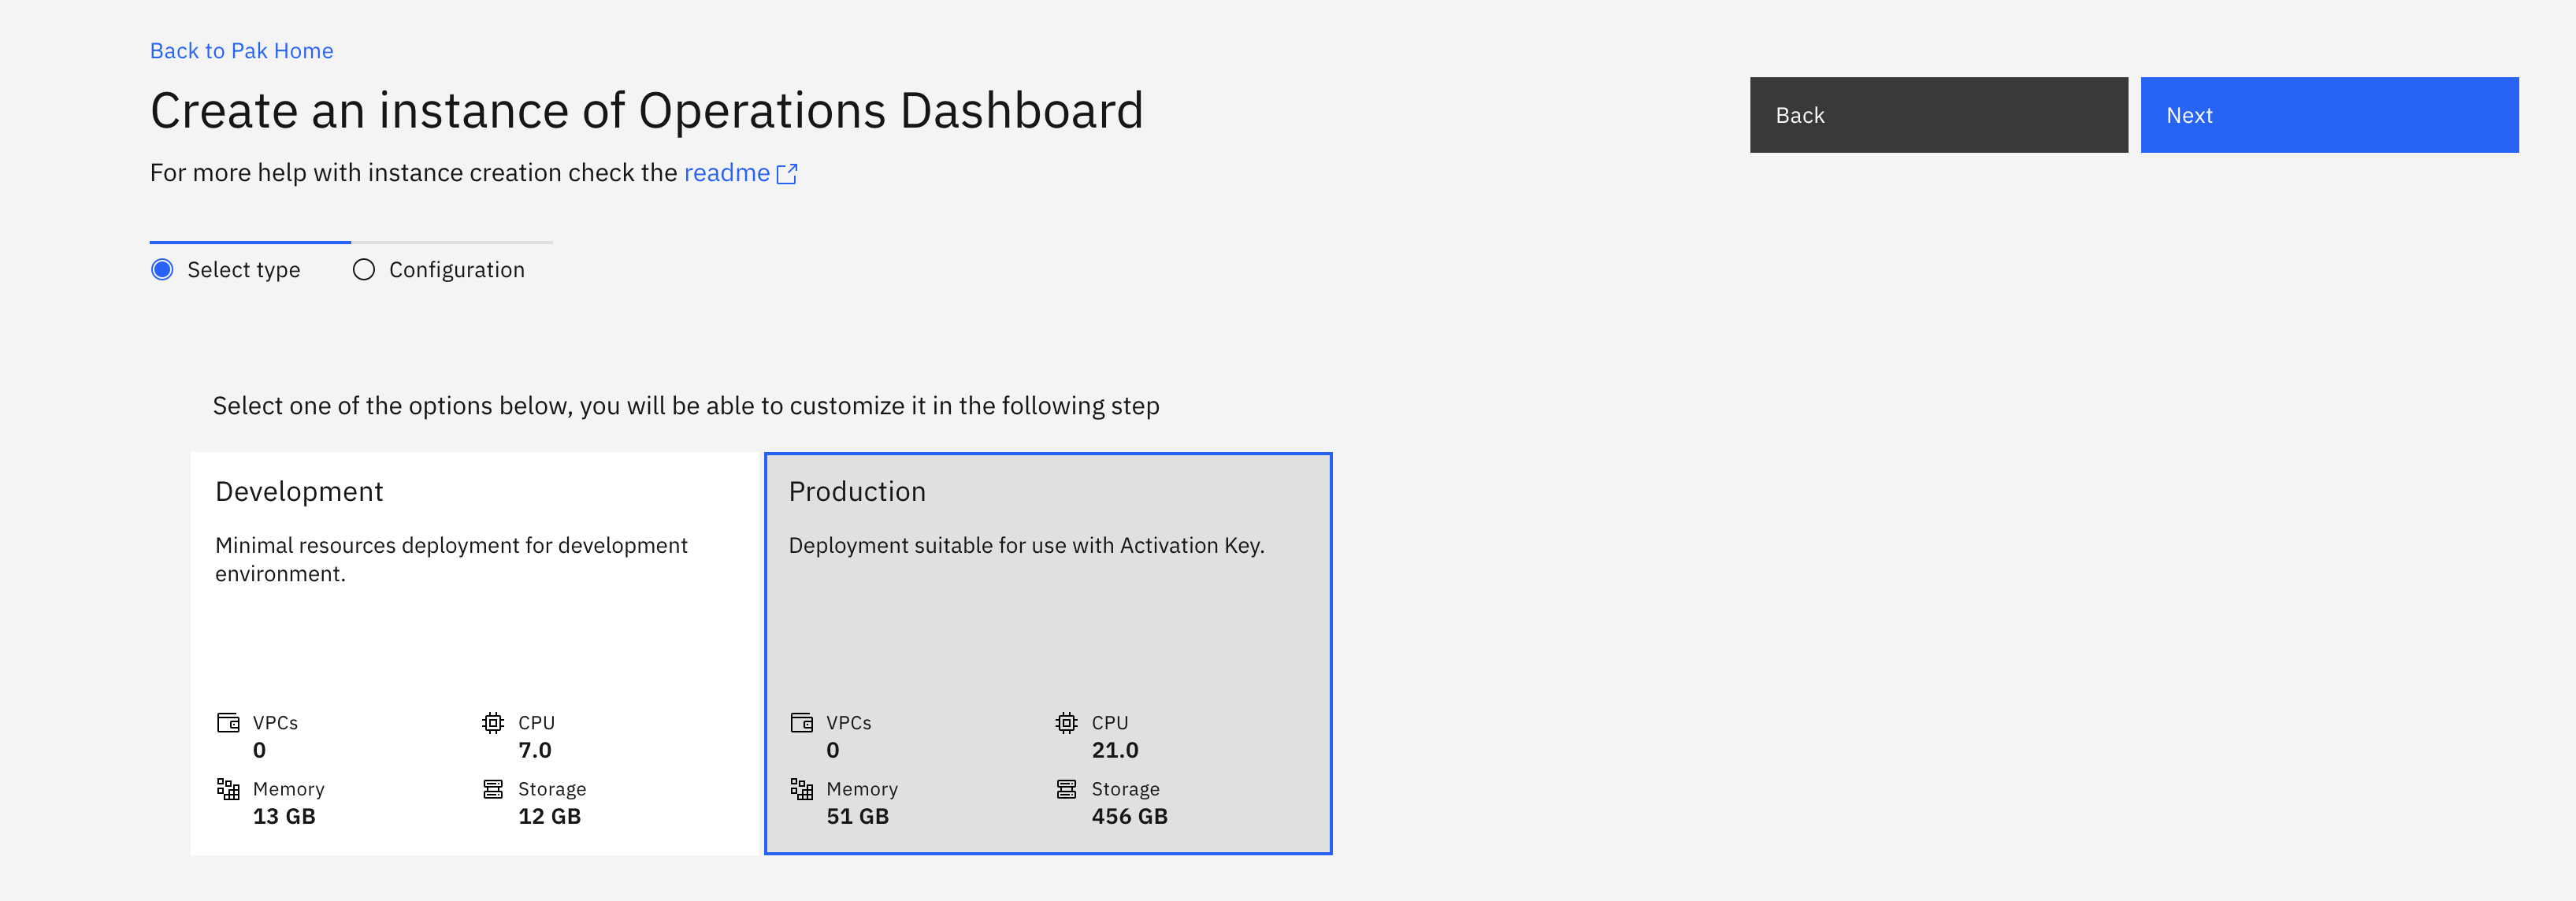 Back to Pak Home
Create an instance of Operations Dashboard
For more help with instance creation check the readme
Back
Next
Select type
Configuration
Select one of the options below, you will be able to customize it in the following step
Development
Minimal resources deployment for development
environment.
VPCs
0
CPU
7.0
Memory
13 GB
Storage
12 GB
Production
Deployment suitable for use with Activation Key.
VPCs
0
CPU
21.0
Memory
51 GB
Storage
456 GB